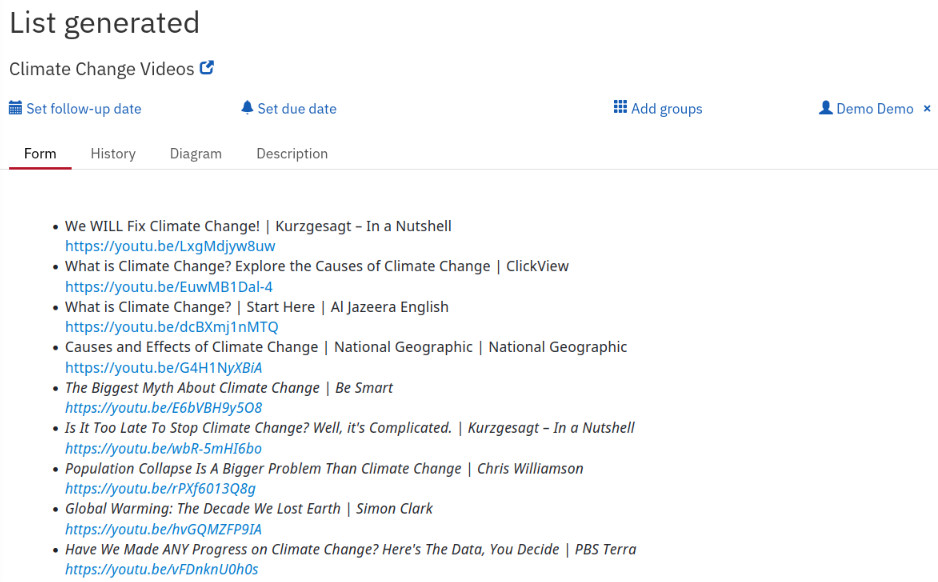 List generated
Climate Change Videos
Set follow-up date
Set due date
Add groups
Demo Demo ×
Form
History
Diagram
Description
• We WILL Fix Climate Change! | Kurzgesagt – In a Nutshell
https://youtu.be/LxgMdjyw8uw
• What is Climate Change? Explore the Causes of Climate Change | ClickView
https://youtu.be/EuwMB1Dal-4
• What is Climate Change? | Start Here | Al Jazeera English
https://youtu.be/dcBXmj1nMTQ
• Causes and Effects of Climate Change | National Geographic | National Geographic
https://youtu.be/G4H1NyXBiA
• The Biggest Myth About Climate Change | Be Smart
https://youtu.be/E6bVBH9y5O8
• Is It Too Late To Stop Climate Change? Well, it's Complicated. | Kurzgesagt – In a Nutshell
https://youtu.be/wbR-5mHI6bo
• Population Collapse Is A Bigger Problem Than Climate Change | Chris Williamson
https://youtu.be/rPXf6013Q8g
• Global Warming: The Decade We Lost Earth | Simon Clark
https://youtu.be/hvGQMZFP9IA
• Have We Made ANY Progress on Climate Change? Here's The Data, You Decide | PBS Terra
https://youtu.be/vFDnknU0h0s